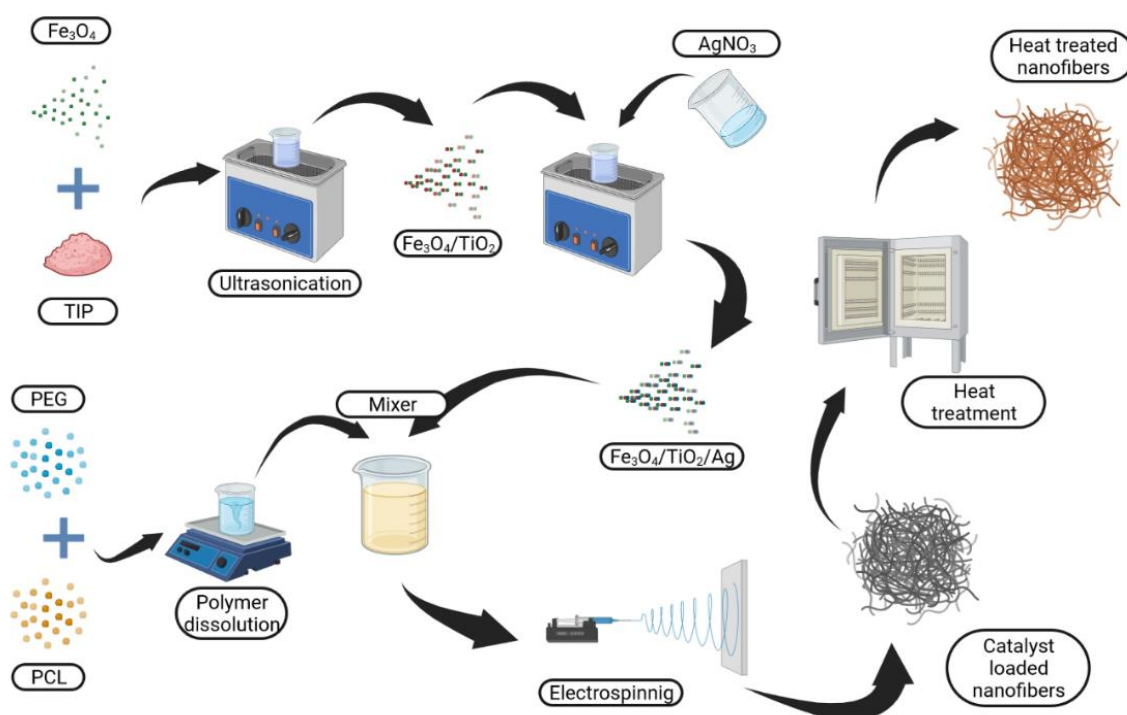 Fe₃O₄
AgNO₃
Heat treated
nanofibers
TIP
Ultrasonication
Fe₃O₄/TiO₂
PEG
Mixer
Fe₃O₄/TiO₂/Ag
Heat
treatment
Polymer
dissolution
PCL
Electrospinnig
Catalyst
loaded
nanofibers